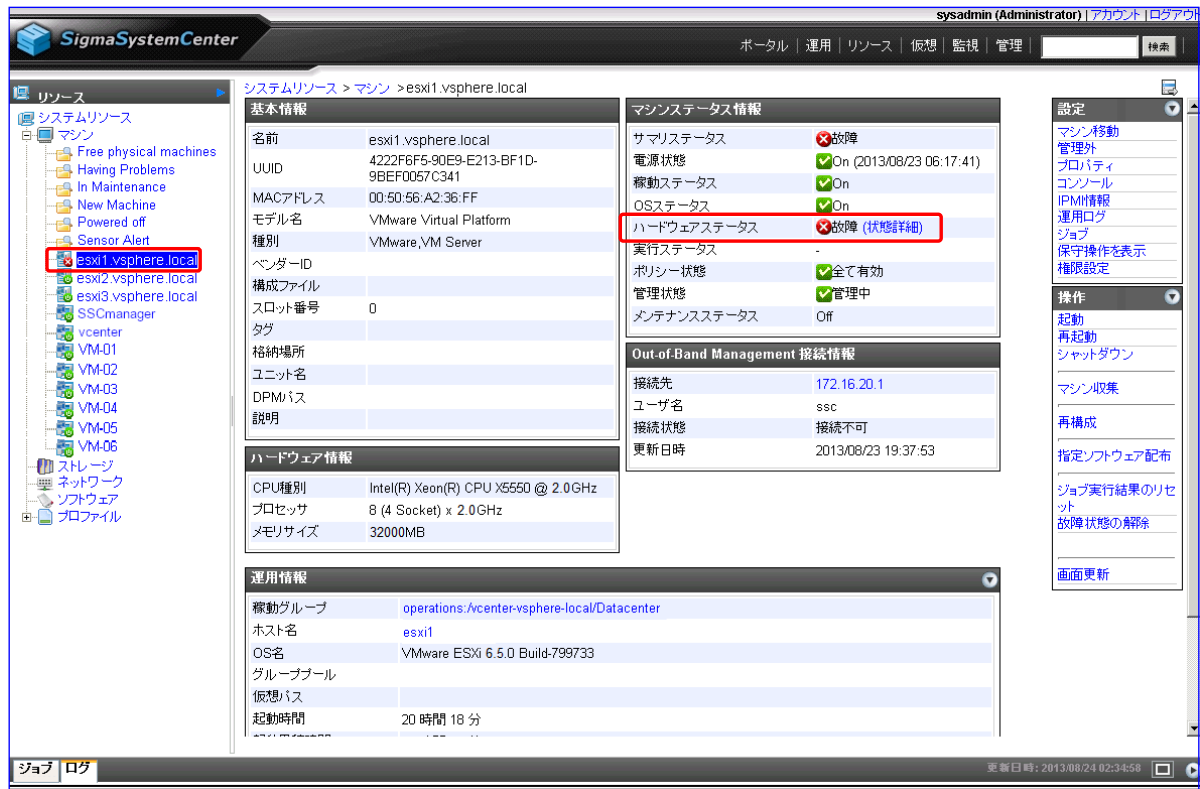 sysadmin (Administrator) | アカウント | ログアウト
SigmaSystemCenter
ポータル | 運用 | リソース | 仮想 | 監視 | 管理 | 検索
リソース
システムリソース
マシン
Free physical machines
Having Problems
In Maintenance
New Machine
Powered off
Sensor Alert
esxi1.vsphere.local
esxi2.vsphere.local
esxi3.vsphere.local
SSCmanager
vcenter
VM-01
VM-02
VM-03
VM-04
VM-05
VM-06
ストレージ
ネットワーク
ソフトウェア
プロファイル
システムリソース > マシン >esxi1.vsphere.local
基本情報
名前 esxi1.vsphere.local
UUID 4222F6F5-90E9-E213-BF1D-
9BEF0057C341
MACアドレス 00:50:56:A2:36:FF
モデル名 VMware Virtual Platform
種別 VMware,VM Server
ベンダーID
構成ファイル
スロット番号 0
タグ
格納場所
ユニット名
DPMパス
説明
ハードウェア情報
CPU種別 Intel(R) Xeon(R) CPU X5550 @ 2.0GHz
プロセッサ 8 (4 Socket) x 2.0GHz
メモリサイズ 32000MB
マシンステータス情報
サマリステータス 故障
電源状態 On (2013/08/23 06:17:41)
稼動ステータス On
OSステータス On
ハードウェアステータス 故障 (状態詳細)
実行ステータス -
ポリシー状態 全て有効
管理状態 管理中
メンテナンスステータス Off
Out-of-Band Management 接続情報
接続先 172.16.20.1
ユーザ名 ssc
接続状態 接続不可
更新日時 2013/08/23 19:37:53
運用情報
稼動グループ operations:/vcenter-vsphere-local/Datacenter
ホスト名 esxi1
OS名 VMware ESXi 6.5.0 Build-799733
グループプール
仮想パス
起動時間 20 時間 18 分
設定
マシン移動
管理外
プロパティ
コンソール
IPMI情報
運用ログ
ジョブ
保守操作を表示
権限設定
操作
起動
再起動
シャットダウン
マシン収集
再構成
指定ソフトウェア配布
ジョブ実行結果のリセ
ット
故障状態の解除
画面更新
ジョブ ログ
更新日時: 2013/08/24 02:34:58